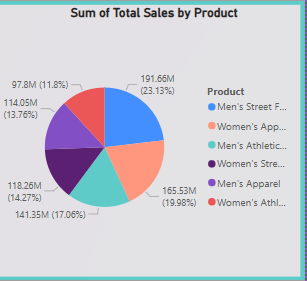 Sum of Total Sales by Product
191.66M
(23.13%)
97.8M (11.8%)
114.05M
(13.76%)
118.26M
(14.27%)
141.35M (17.06%)
165.53M
(19.98%)
Product
Men's Street F...
Women's App...
Men's Athletic...
Women's Stre...
Men's Apparel
Women's Athl...